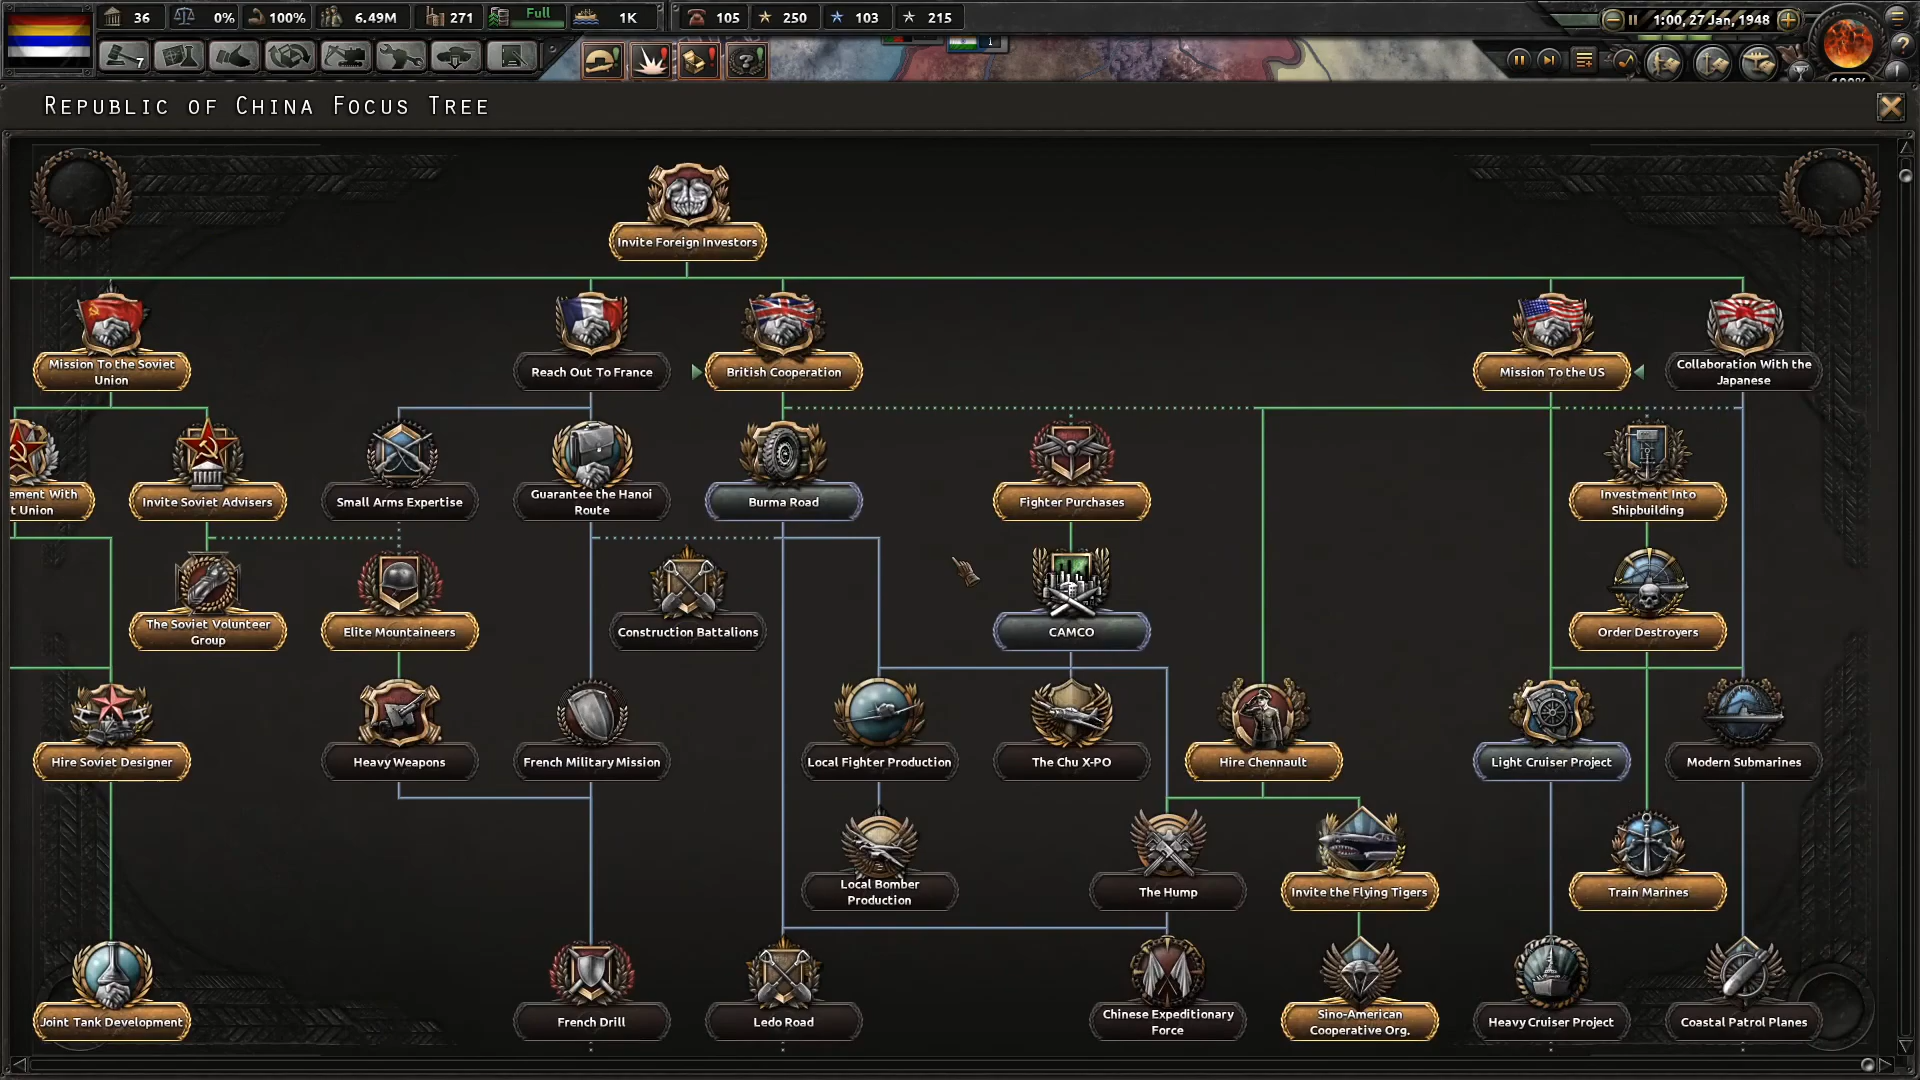 36 0% 100% 6.49M 271 Full 1K 105 250 103 215 1:00, 27 Jan, 1948
7 1 100%
Republic of China Focus Tree
Invite Foreign Investors
Mission To the Soviet
Union
Reach Out To France
British Cooperation
Mission To the US
Collaboration With the
Japanese
ement With
t Union
Invite Soviet Advisers
Small Arms Expertise
Guarantee the Hanoi
Route
Burma Road
Fighter Purchases
Investment Into
Shipbuilding
The Soviet Volunteer
Group
Elite Mountaineers
Construction Battalions
CAMCO
Order Destroyers
Hire Soviet Designer
Heavy Weapons
French Military Mission
Local Fighter Production
The Chu X-PO
Hire Chennault
Light Cruiser Project
Modern Submarines
Local Bomber
Production
The Hump
Invite the Flying Tigers
Train Marines
Joint Tank Development
French Drill
Ledo Road
Chinese Expeditionary
Force
Sino-American
Cooperative Org.
Heavy Cruiser Project
Coastal Patrol Planes